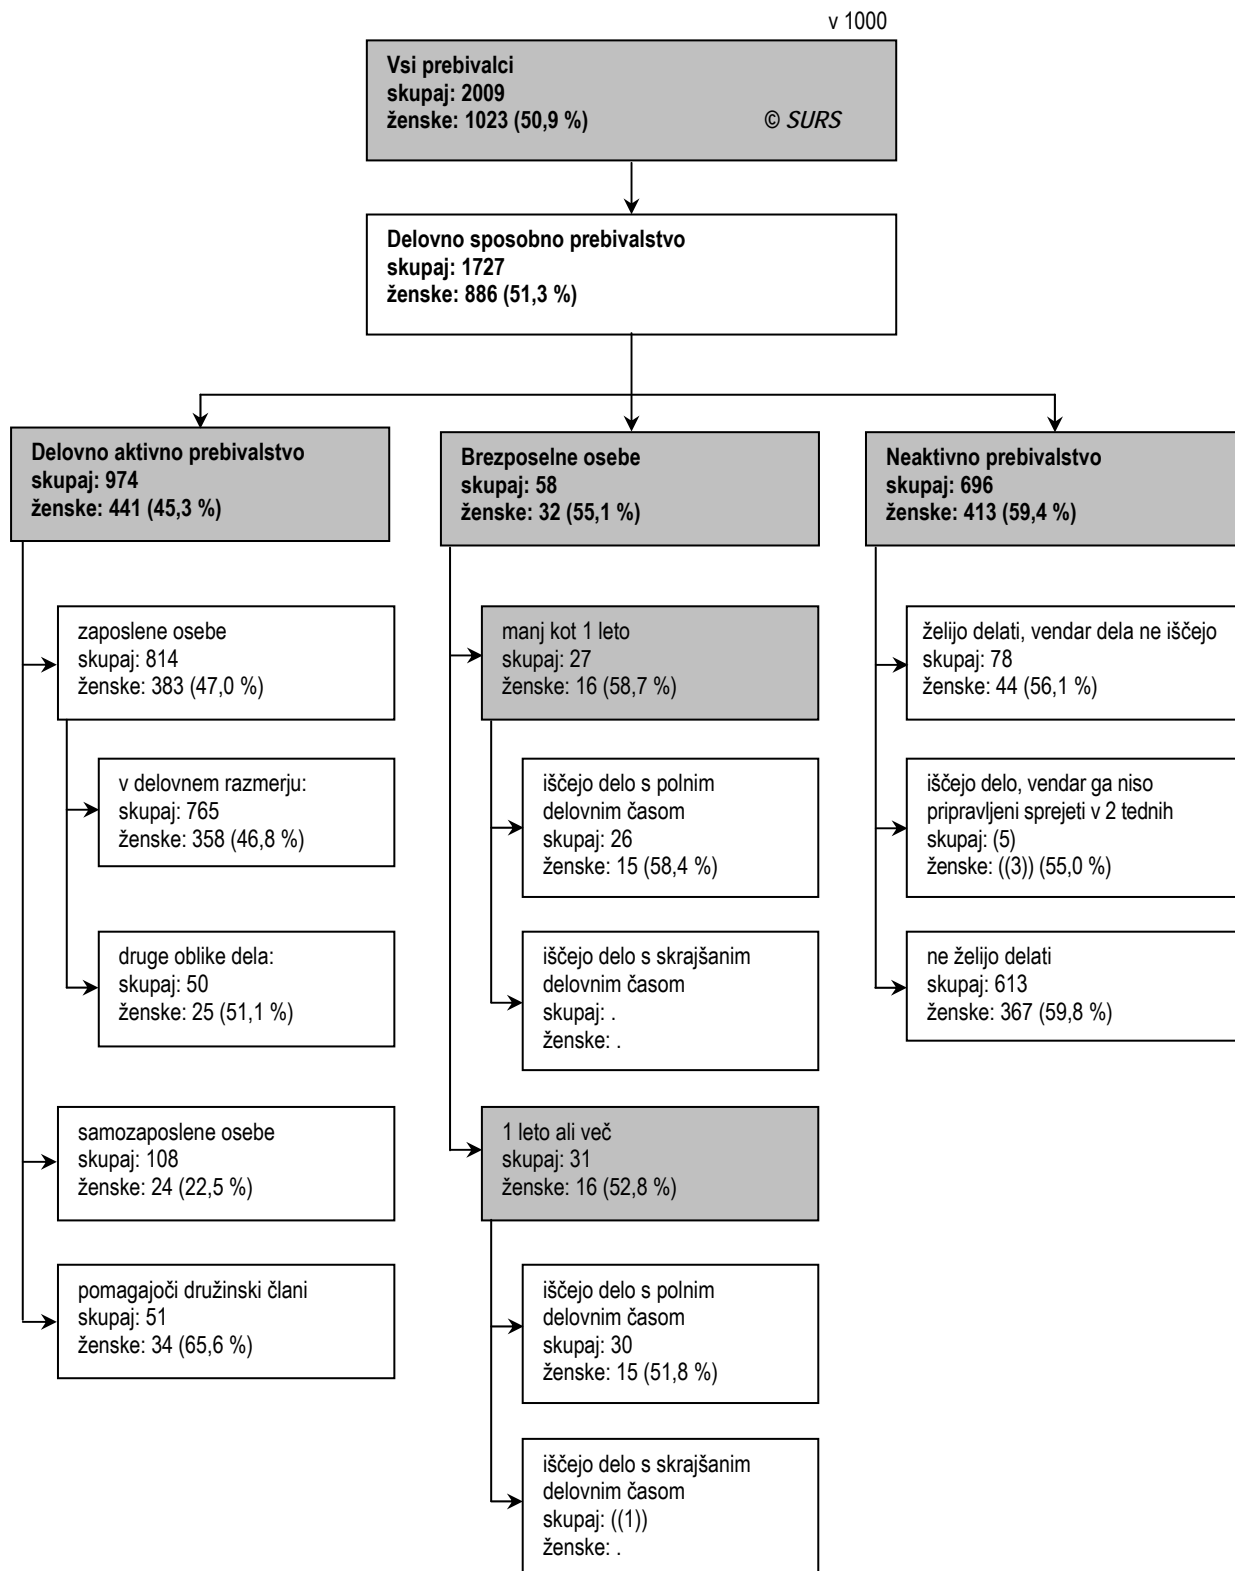 v 1000
Vsi prebivalci
skupaj: 2009
ženske: 1023 (50,9 %) © SURS
Delovno sposobno prebivalstvo
skupaj: 1727
ženske: 886 (51,3 %)
Delovno aktivno prebivalstvo
skupaj: 974
ženske: 441 (45,3 %)
zaposlene osebe
skupaj: 814
ženske: 383 (47,0 %)
v delovnem razmerju:
skupaj: 765
ženske: 358 (46,8 %)
druge oblike dela:
skupaj: 50
ženske: 25 (51,1 %)
samozaposlene osebe
skupaj: 108
ženske: 24 (22,5 %)
pomagajoči družinski člani
skupaj: 51
ženske: 34 (65,6 %)
Brezposelne osebe
skupaj: 58
ženske: 32 (55,1 %)
manj kot 1 leto
skupaj: 27
ženske: 16 (58,7 %)
iščejo delo s polnim
delovnim časom
skupaj: 26
ženske: 15 (58,4 %)
iščejo delo s skrajšanim
delovnim časom
skupaj: .
ženske: .
1 leto ali več
skupaj: 31
ženske: 16 (52,8 %)
iščejo delo s polnim
delovnim časom
skupaj: 30
ženske: 15 (51,8 %)
iščejo delo s skrajšanim
delovnim časom
skupaj: ((1))
ženske: .
Neaktivno prebivalstvo
skupaj: 696
ženske: 413 (59,4 %)
želijo delati, vendar dela ne iščejo
skupaj: 78
ženske: 44 (56,1 %)
iščejo delo, vendar ga niso
pripravljeni sprejeti v 2 tednih
skupaj: (5)
ženske: ((3)) (55,0 %)
ne želijo delati
skupaj: 613
ženske: 367 (59,8 %)